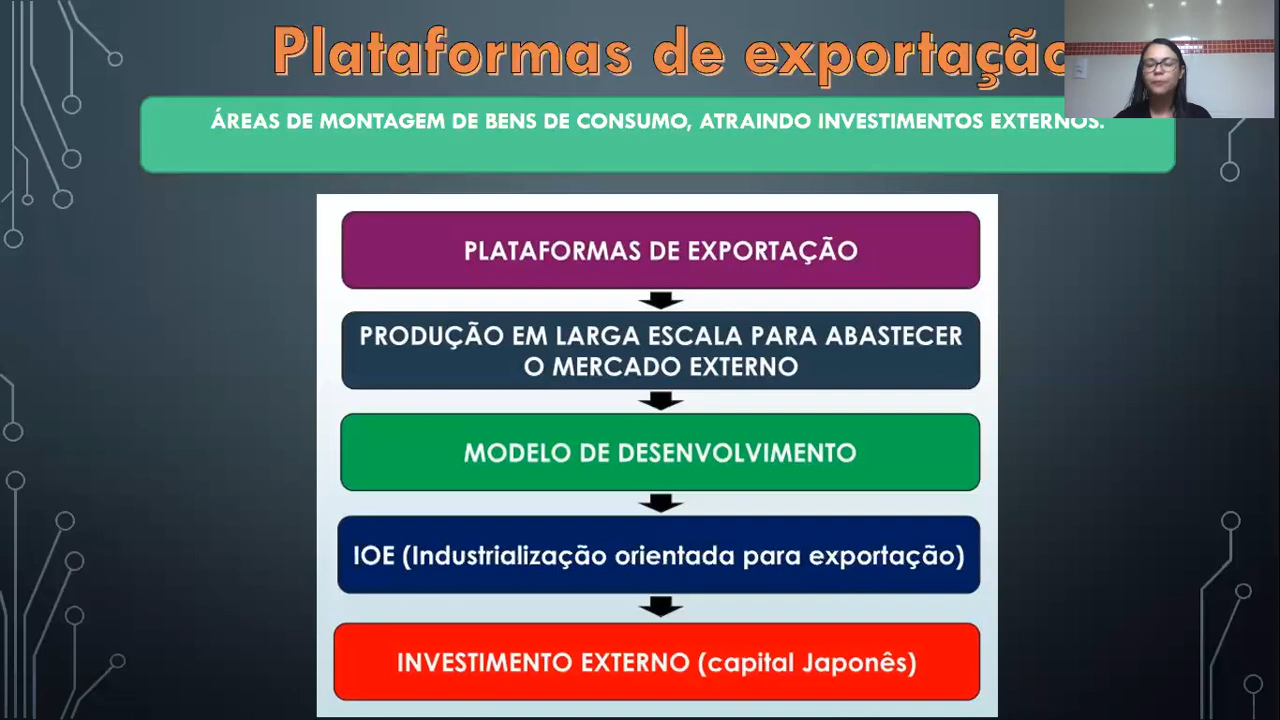 Plataformas de exportação
ÁREAS DE MONTAGEM DE BENS DE CONSUMO, ATRAINDO INVESTIMENTOS EXTERNOS.
PLATAFORMAS DE EXPORTAÇÃO
PRODUÇÃO EM LARGA ESCALA PARA ABASTECER
O MERCADO EXTERNO
MODELO DE DESENVOLVIMENTO
IOE (Industrialização orientada para exportação)
INVESTIMENTO EXTERNO (capital Japonês)